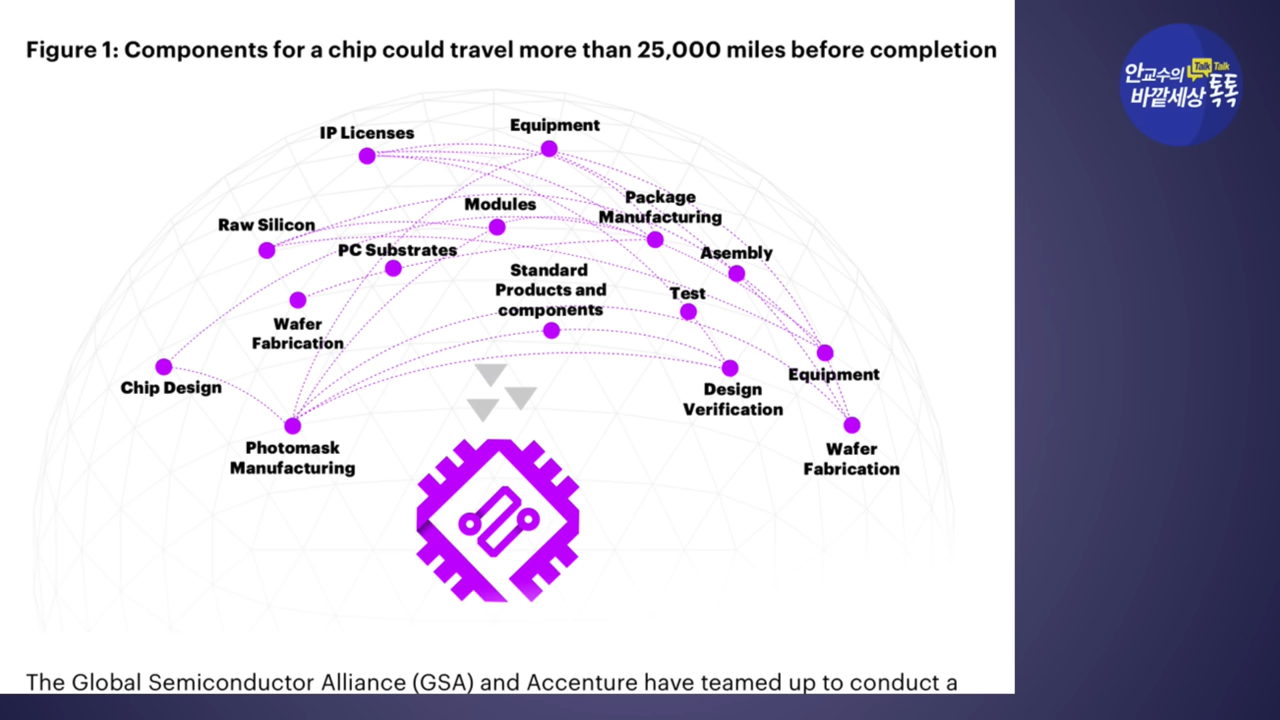 Figure 1: Components for a chip could travel more than 25,000 miles before completion
안교수의 Talk Talk
바깥세상 톡톡
IP Licenses
Equipment
Raw Silicon
Modules
Package
Manufacturing
PC Substrates
Asembly
Standard
Products and
components
Test
Wafer
Fabrication
Chip Design
Equipment
Design
Verification
Photomask
Manufacturing
Wafer
Fabrication
The Global Semiconductor Alliance (GSA) and Accenture have teamed up to conduct a